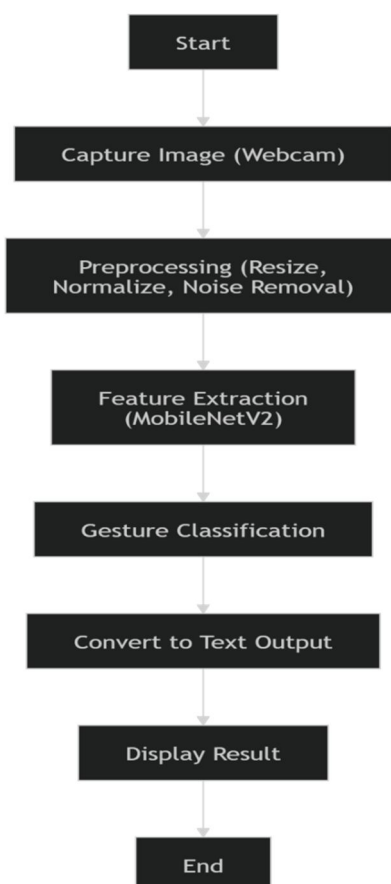 Start
Capture Image (Webcam)
Preprocessing (Resize,
Normalize, Noise Removal)
Feature Extraction
(MobileNetV2)
Gesture Classification
Convert to Text Output
Display Result
End